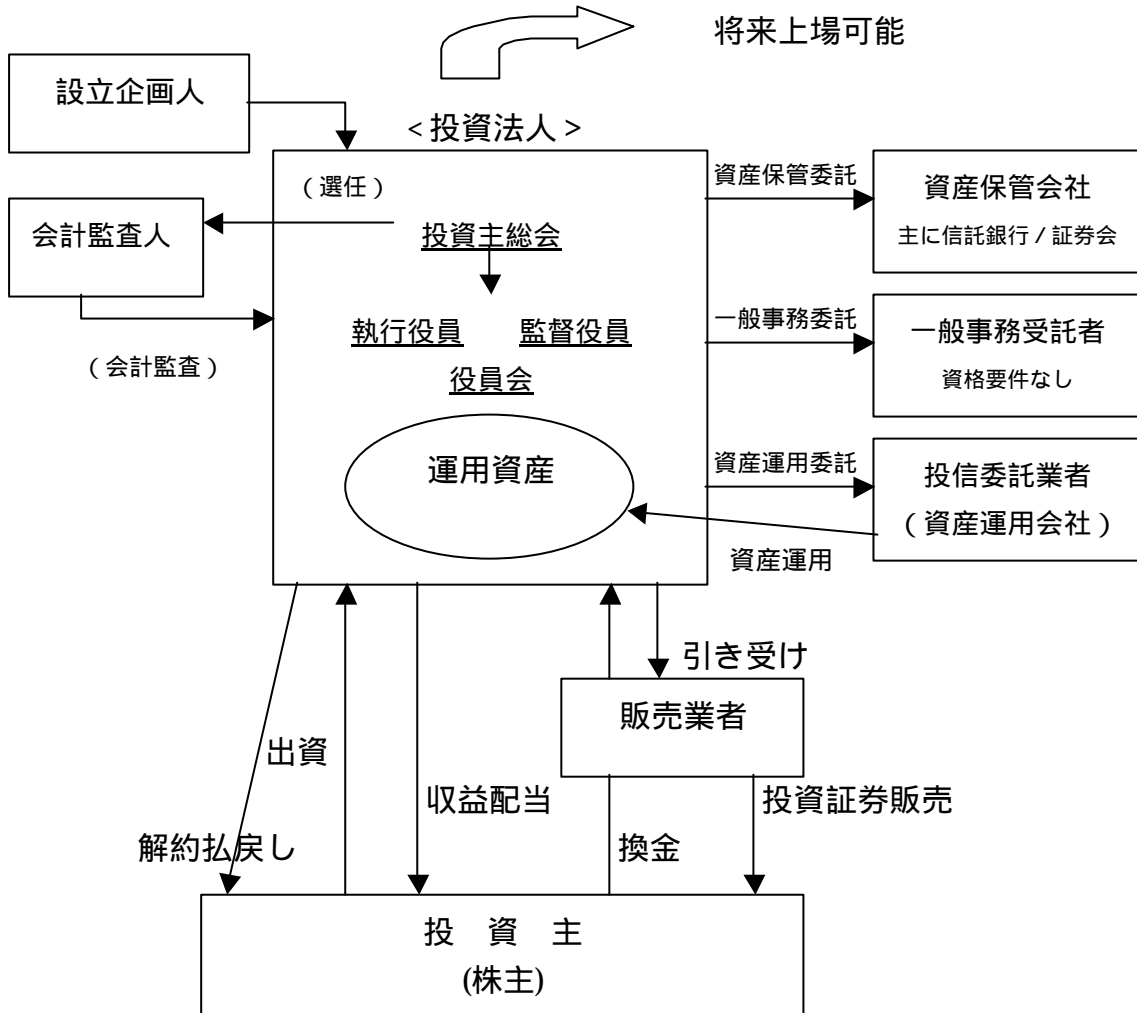 将来上場可能
設立企画人
<投資法人>
(選任)
資産保管委託
資産保管会社
主に信託銀行/証券会
会計監査人
投資主総会
一般事務委託
一般事務受託者
資格要件なし
執行役員 監督役員
(会計監査)
役員会
資産運用委託
投信委託業者
(資産運用会社)
運用資産
資産運用
引き受け
販売業者
出資
収益配当
投資証券販売
解約払戻し
換金
投 資 主
(株主)